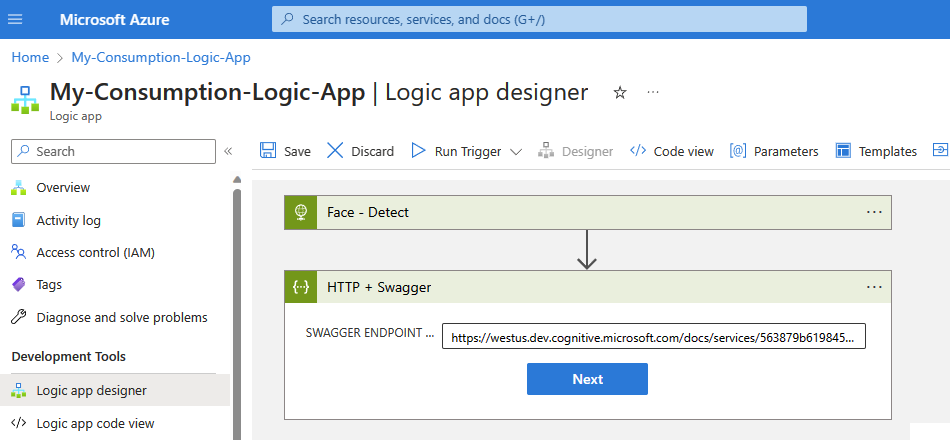 Microsoft Azure
Search resources, services, and docs (G+/)
Home > My-Consumption-Logic-App
My-Consumption-Logic-App | Logic app designer ☆ ...
Logic app
Search «
Save Discard Run Trigger Designer Code view Parameters Templates
Overview
Activity log
Access control (IAM)
Tags
Diagnose and solve problems
Development Tools
Logic app designer
Logic app code view
Face - Detect ...
HTTP + Swagger ...
SWAGGER ENDPOINT ... https://westus.dev.cognitive.microsoft.com/docs/services/563879b619845...
Next